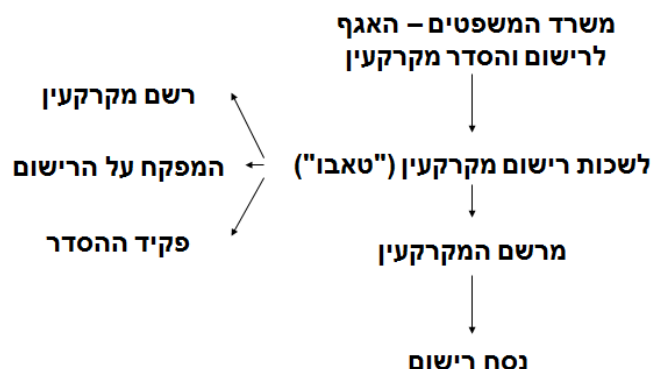 משרד המשפטים – האגף
לרישום והסדר מקרקעין
רשם מקרקעין
לשכות רישום מקרקעין ("טאבו")
המפקח על הרישום
פקיד ההסדר
מרשם המקרקעין
נסח רישום